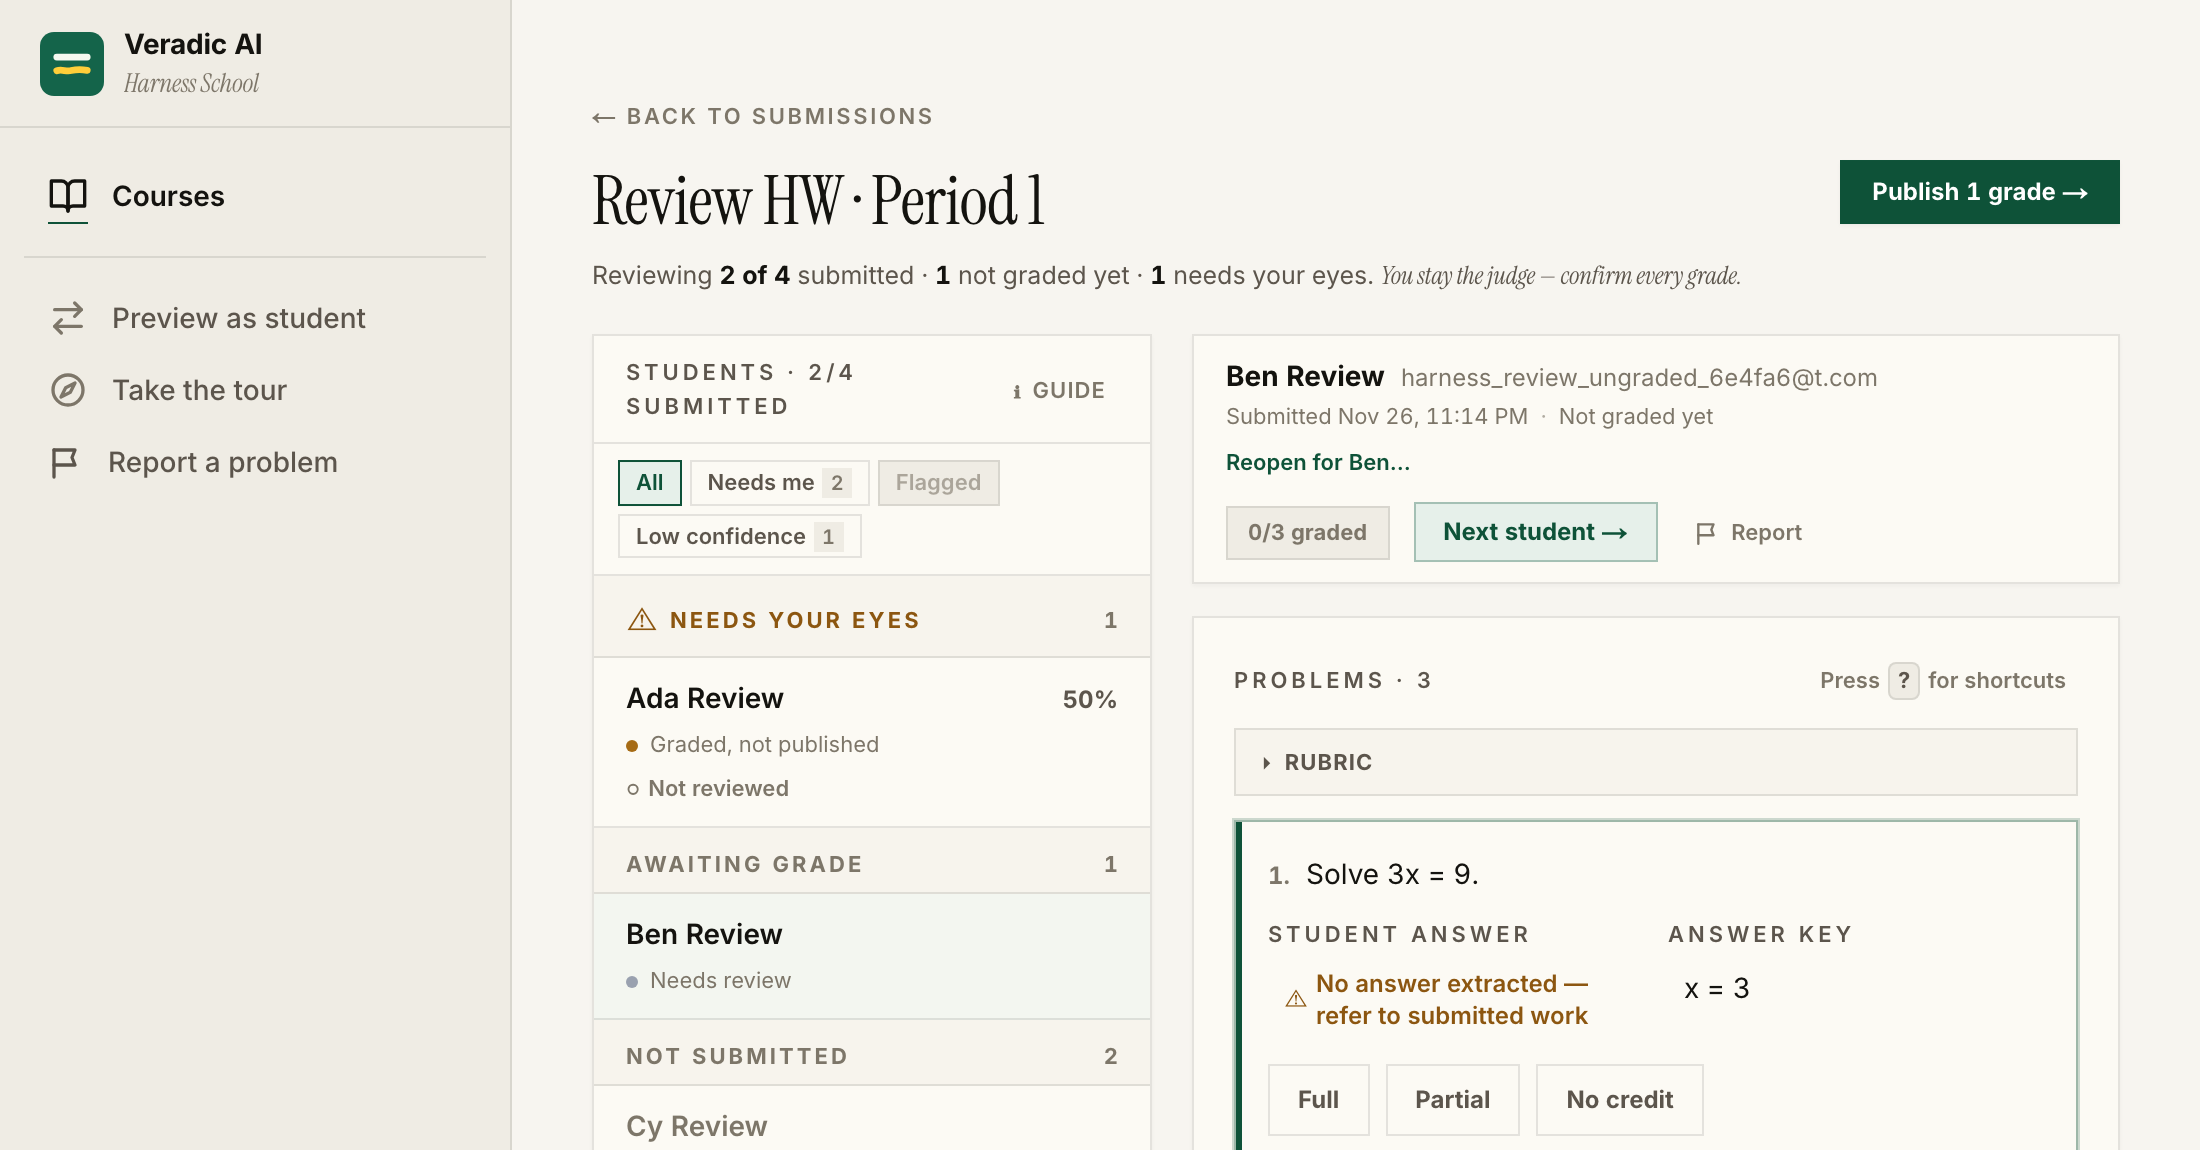 Veradic AI
Harness School
Courses
Preview as student
Take the tour
Report a problem
← BACK TO SUBMISSIONS
Review HW · Period 1
Publish 1 grade →
Reviewing 2 of 4 submitted · 1 not graded yet · 1 needs your eyes. You stay the judge — confirm every grade.
STUDENTS · 2/4
SUBMITTED
i GUIDE
All
Needs me 2
Flagged
Low confidence 1
⚠ NEEDS YOUR EYES 1
Ada Review 50%
Graded, not published
Not reviewed
AWAITING GRADE 1
Ben Review
Needs review
NOT SUBMITTED 2
Cy Review
Ben Review harness_review_ungraded_6e4fa6@t.com
Submitted Nov 26, 11:14 PM · Not graded yet
Reopen for Ben...
0/3 graded
Next student →
Report
PROBLEMS · 3
Press ? for shortcuts
RUBRIC
1. Solve 3x = 9.
STUDENT ANSWER
⚠ No answer extracted —
refer to submitted work
ANSWER KEY
x = 3
Full
Partial
No credit